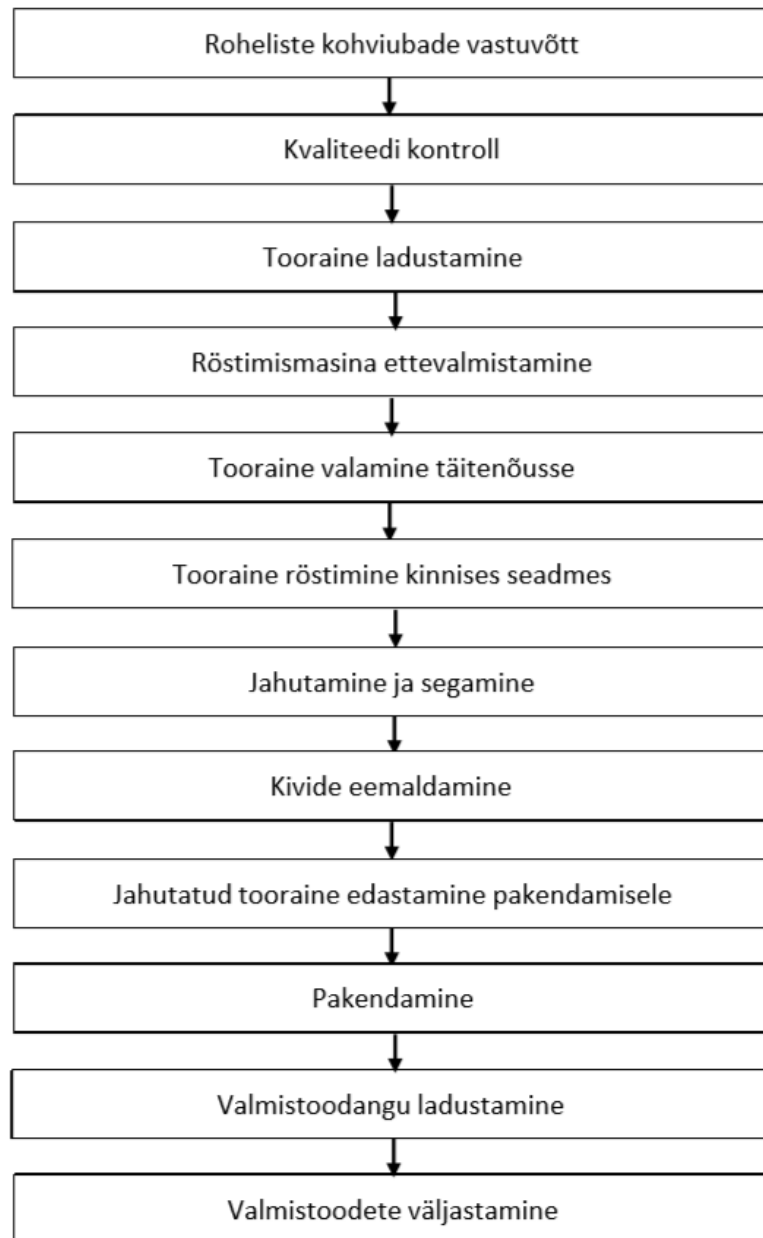 Roheliste kohviubade vastuvõtt
Kvaliteedi kontroll
Tooraine ladustamine
Röstimismasina ettevalmistamine
Tooraine valamine täitenõusse
Tooraine röstimine kinnises seadmes
Jahutamine ja segamine
Kivide eemaldamine
Jahutatud tooraine edastamine pakendamisele
Pakendamine
Valmistoodangu ladustamine
Valmistoodete väljastamine